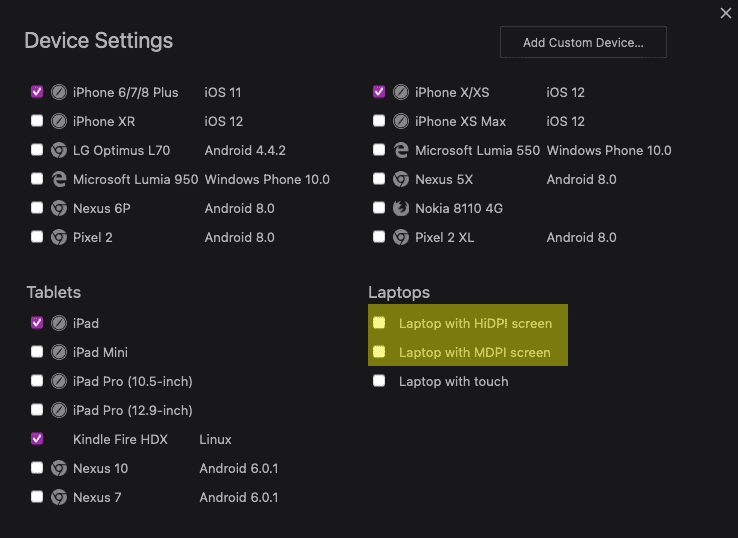 Device Settings
Add Custom Device...
iPhone 6/7/8 Plus iOS 11
iPhone X/XS iOS 12
iPhone XR iOS 12
iPhone XS Max iOS 12
LG Optimus L70 Android 4.4.2
Microsoft Lumia 550 Windows Phone 10.0
Microsoft Lumia 950 Windows Phone 10.0
Nexus 5X Android 8.0
Nexus 6P Android 8.0
Nokia 8110 4G
Pixel 2 Android 8.0
Pixel 2 XL Android 8.0
Tablets
iPad
iPad Mini
iPad Pro (10.5-inch)
iPad Pro (12.9-inch)
Kindle Fire HDX Linux
Nexus 10 Android 6.0.1
Nexus 7 Android 6.0.1
Laptops
Laptop with HiDPI screen
Laptop with MDPI screen
Laptop with touch